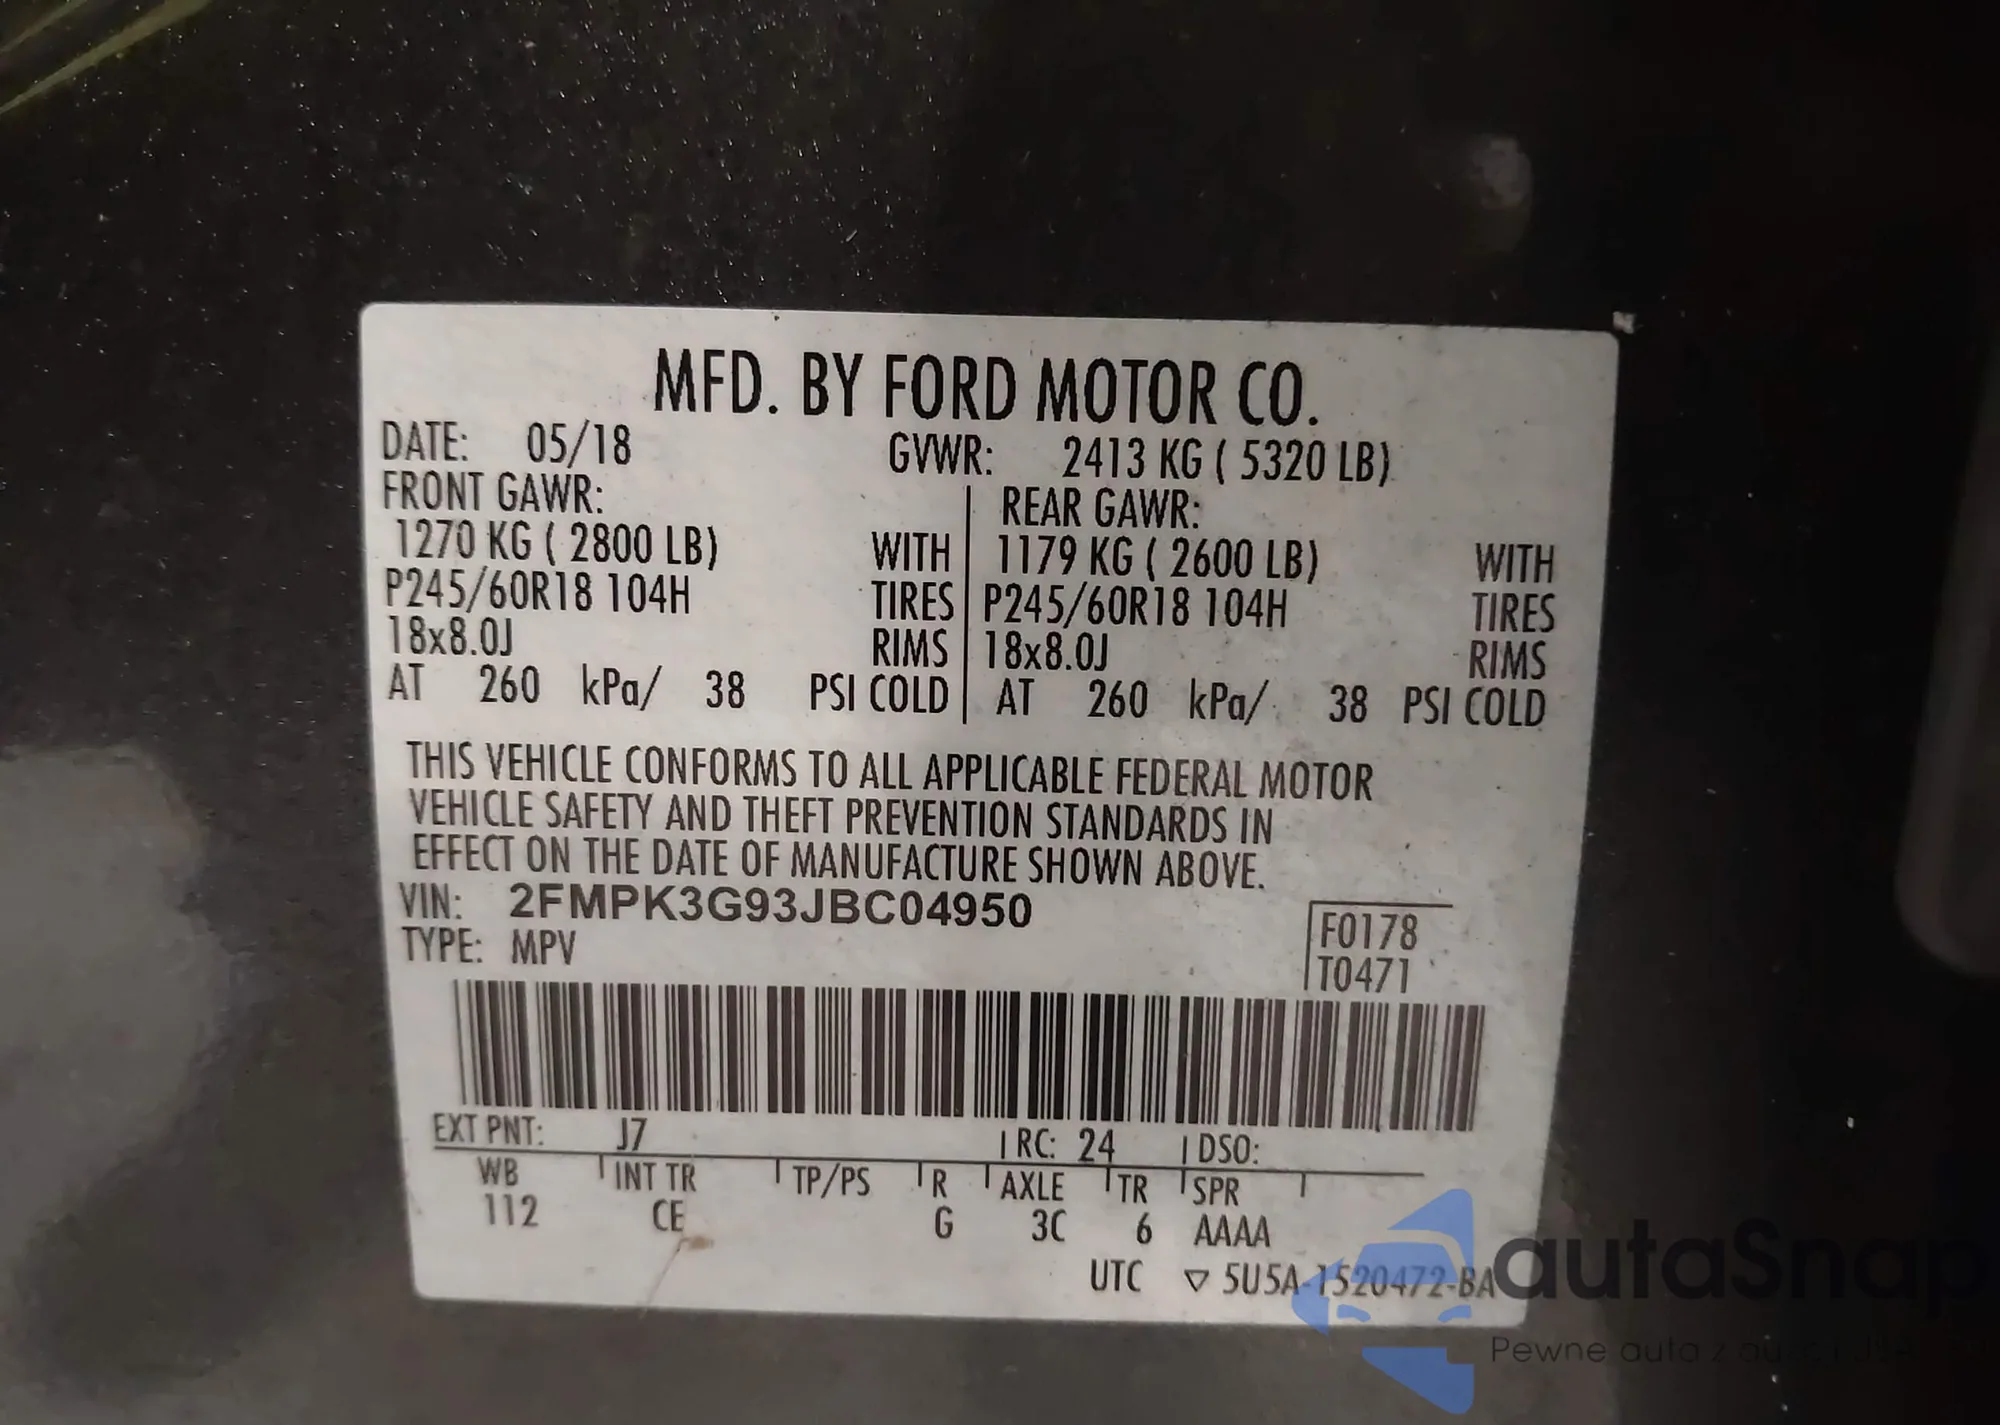 MFD. BY FORD MOTOR CO.
DATE: 05/18 GVWR: 2413 KG ( 5320 LB)
FRONT GAWR: REAR GAWR:
1270 KG ( 2800 LB) WITH 1179 KG ( 2600 LB) WITH
P245/60R18 104H TIRES P245/60R18 104H TIRES
18x8.0J RIMS 18x8.0J RIMS
AT 260 kPa/ 38 PSI COLD AT 260 kPa/ 38 PSI COLD
THIS VEHICLE CONFORMS TO ALL APPLICABLE FEDERAL MOTOR
VEHICLE SAFETY AND THEFT PREVENTION STANDARDS IN
EFFECT ON THE DATE OF MANUFACTURE SHOWN ABOVE.
VIN: 2FMPK3G93JBC04950
TYPE: MPV
F0178
T0471
EXT PNT: J7 RC: 24 DSO:
WB INT TR TP/PS R AXLE TR SPR
112 CE G 3C 6 AAAA
UTC ▽ 5U5A-1520472-BA
autaSnap
Pewne auto z